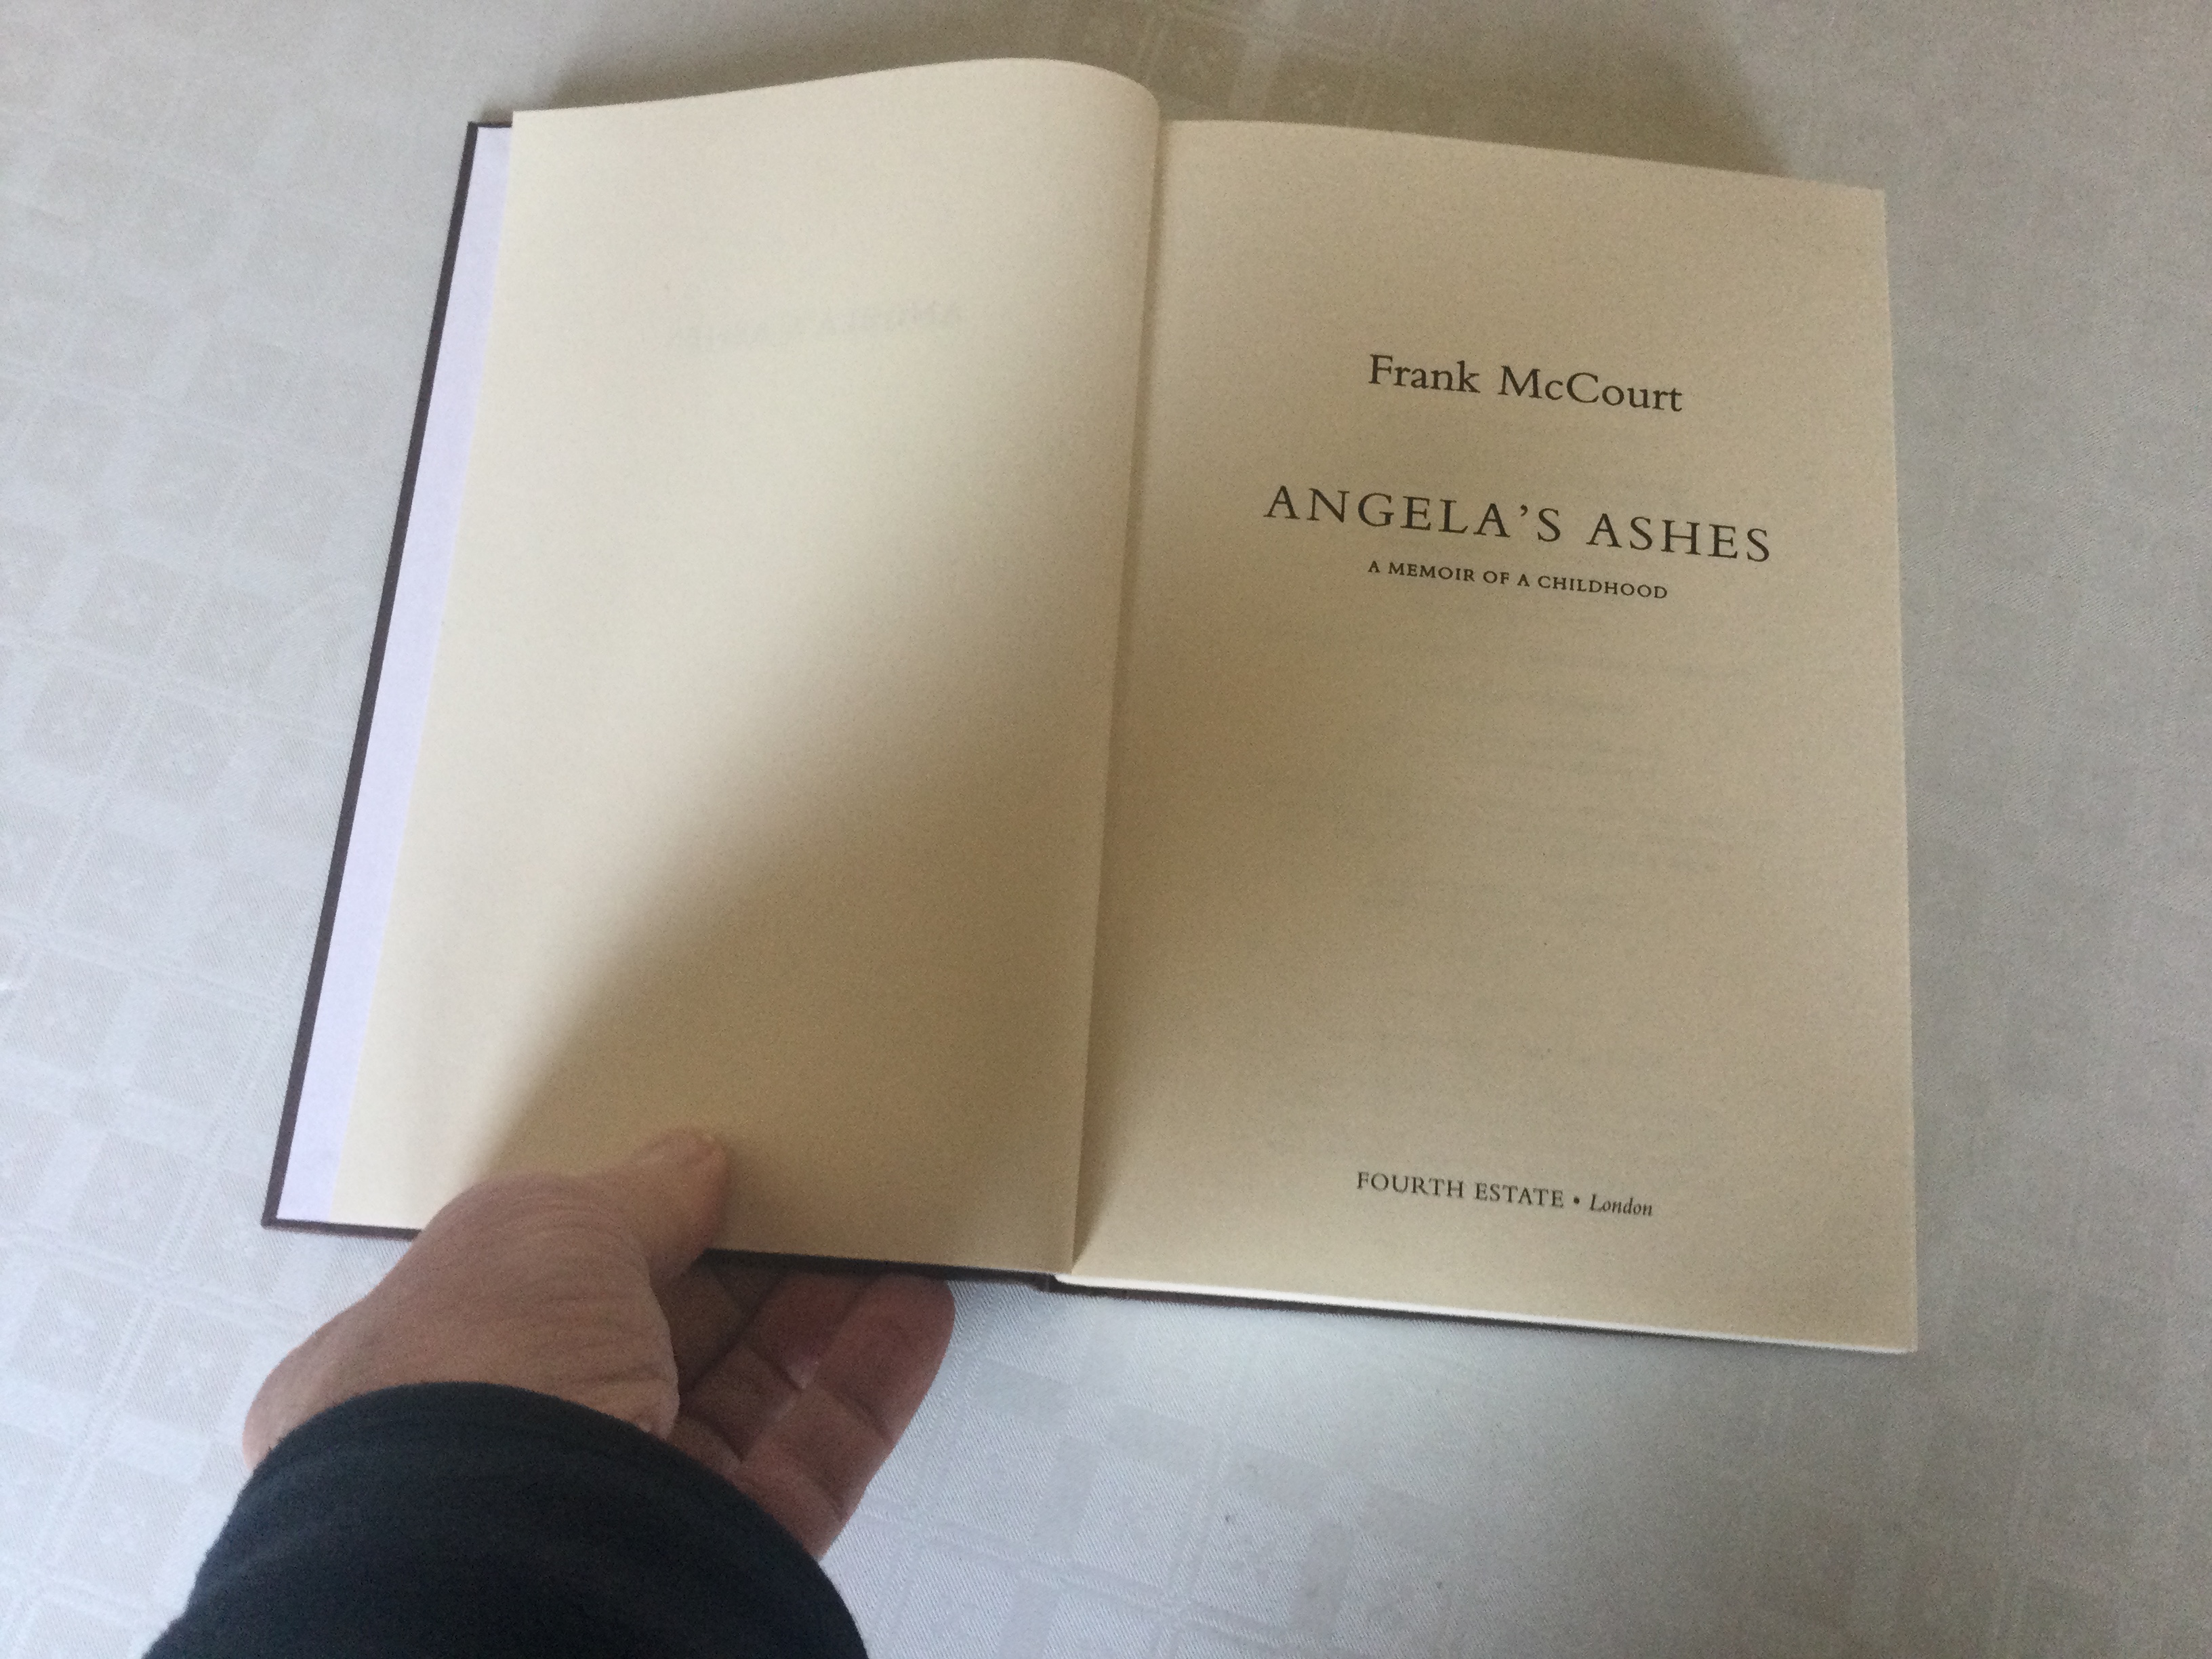 Frank McCourt
ANGELA’S ASHES
A MEMOIR OF A CHILDHOOD
FOURTH ESTATE • London